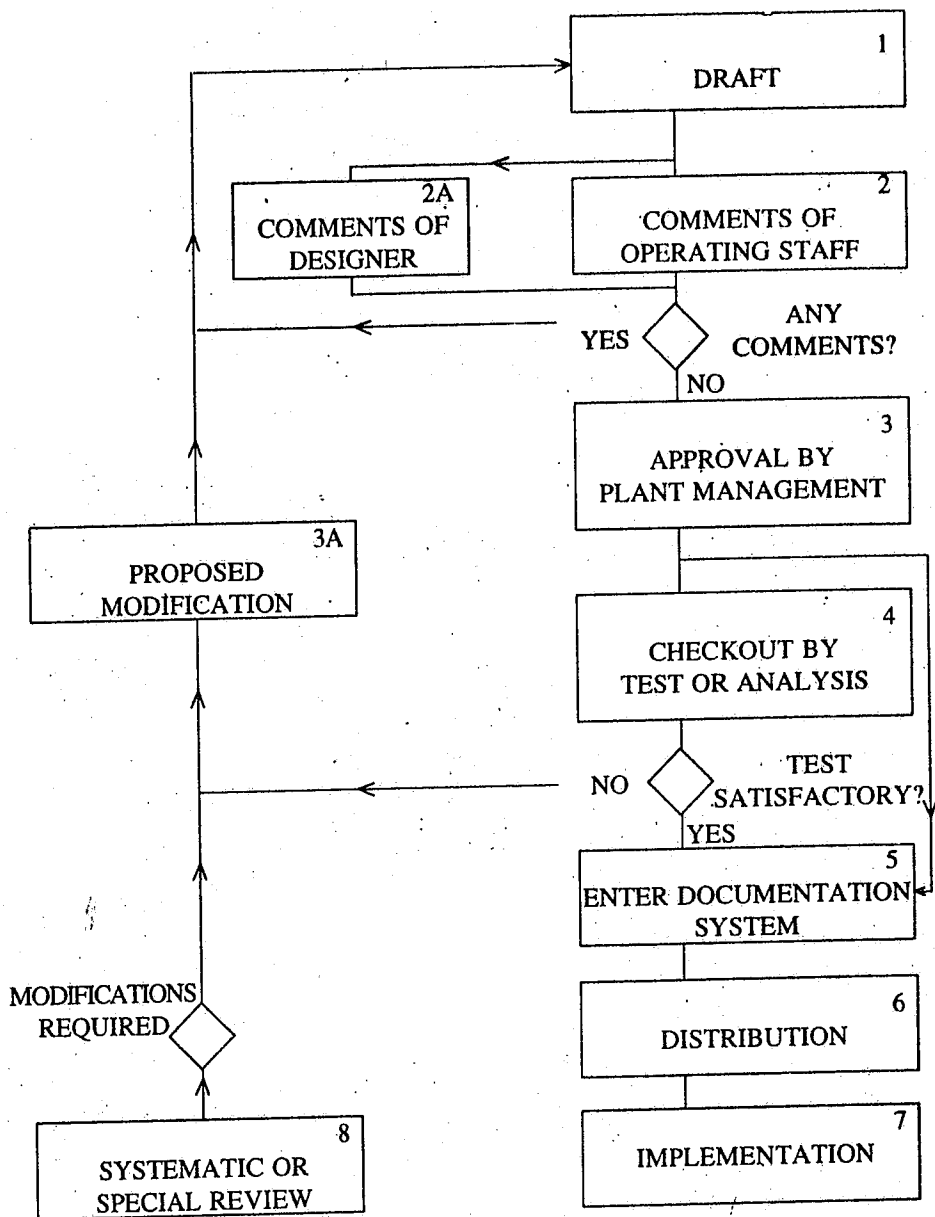 1
DRAFT
2A
COMMENTS OF
DESIGNER
2
COMMENTS OF
OPERATING STAFF
YES
ANY
COMMENTS?
NO
3
APPROVAL BY
PLANT MANAGEMENT
3A
PROPOSED
MODIFICATION
4
CHECKOUT BY
TEST OR ANALYSIS
NO
TEST
SATISFACTORY?
YES
5
ENTER DOCUMENTATION
SYSTEM
MODIFICATIONS
REQUIRED
6
DISTRIBUTION
8
SYSTEMATIC OR
SPECIAL REVIEW
7
IMPLEMENTATION